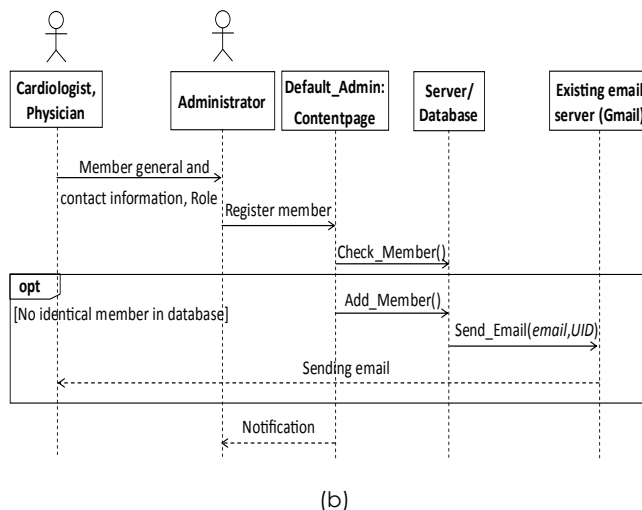 Cardiologist,
Physician
Administrator
Default_Admin:
Contentpage
Server/
Database
Existing email
server (Gmail)
Member general and
contact information, Role
Register member
Check_Member()
opt
[No identical member in database]
Add_Member()
Send_Email(email,UID)
Sending email
Notification
(b)